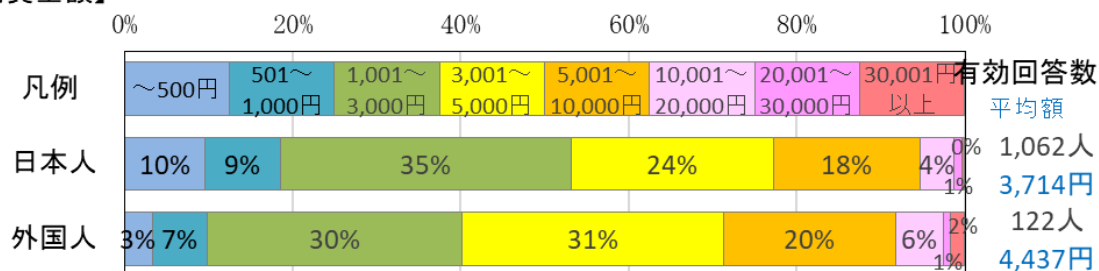 0% 20% 40% 60% 80% 100%
凡例 ～500円 501～1,000円 1,001～3,000円 3,001～5,000円 5,001～10,000円 10,001～20,000円 20,001～30,000円 30,001円以上 有効回答数
平均額
日本人 10% 9% 35% 24% 18% 4% 1% 0% 1,062人
3,714円
外国人 3% 7% 30% 31% 20% 6% 1% 2% 122人
4,437円